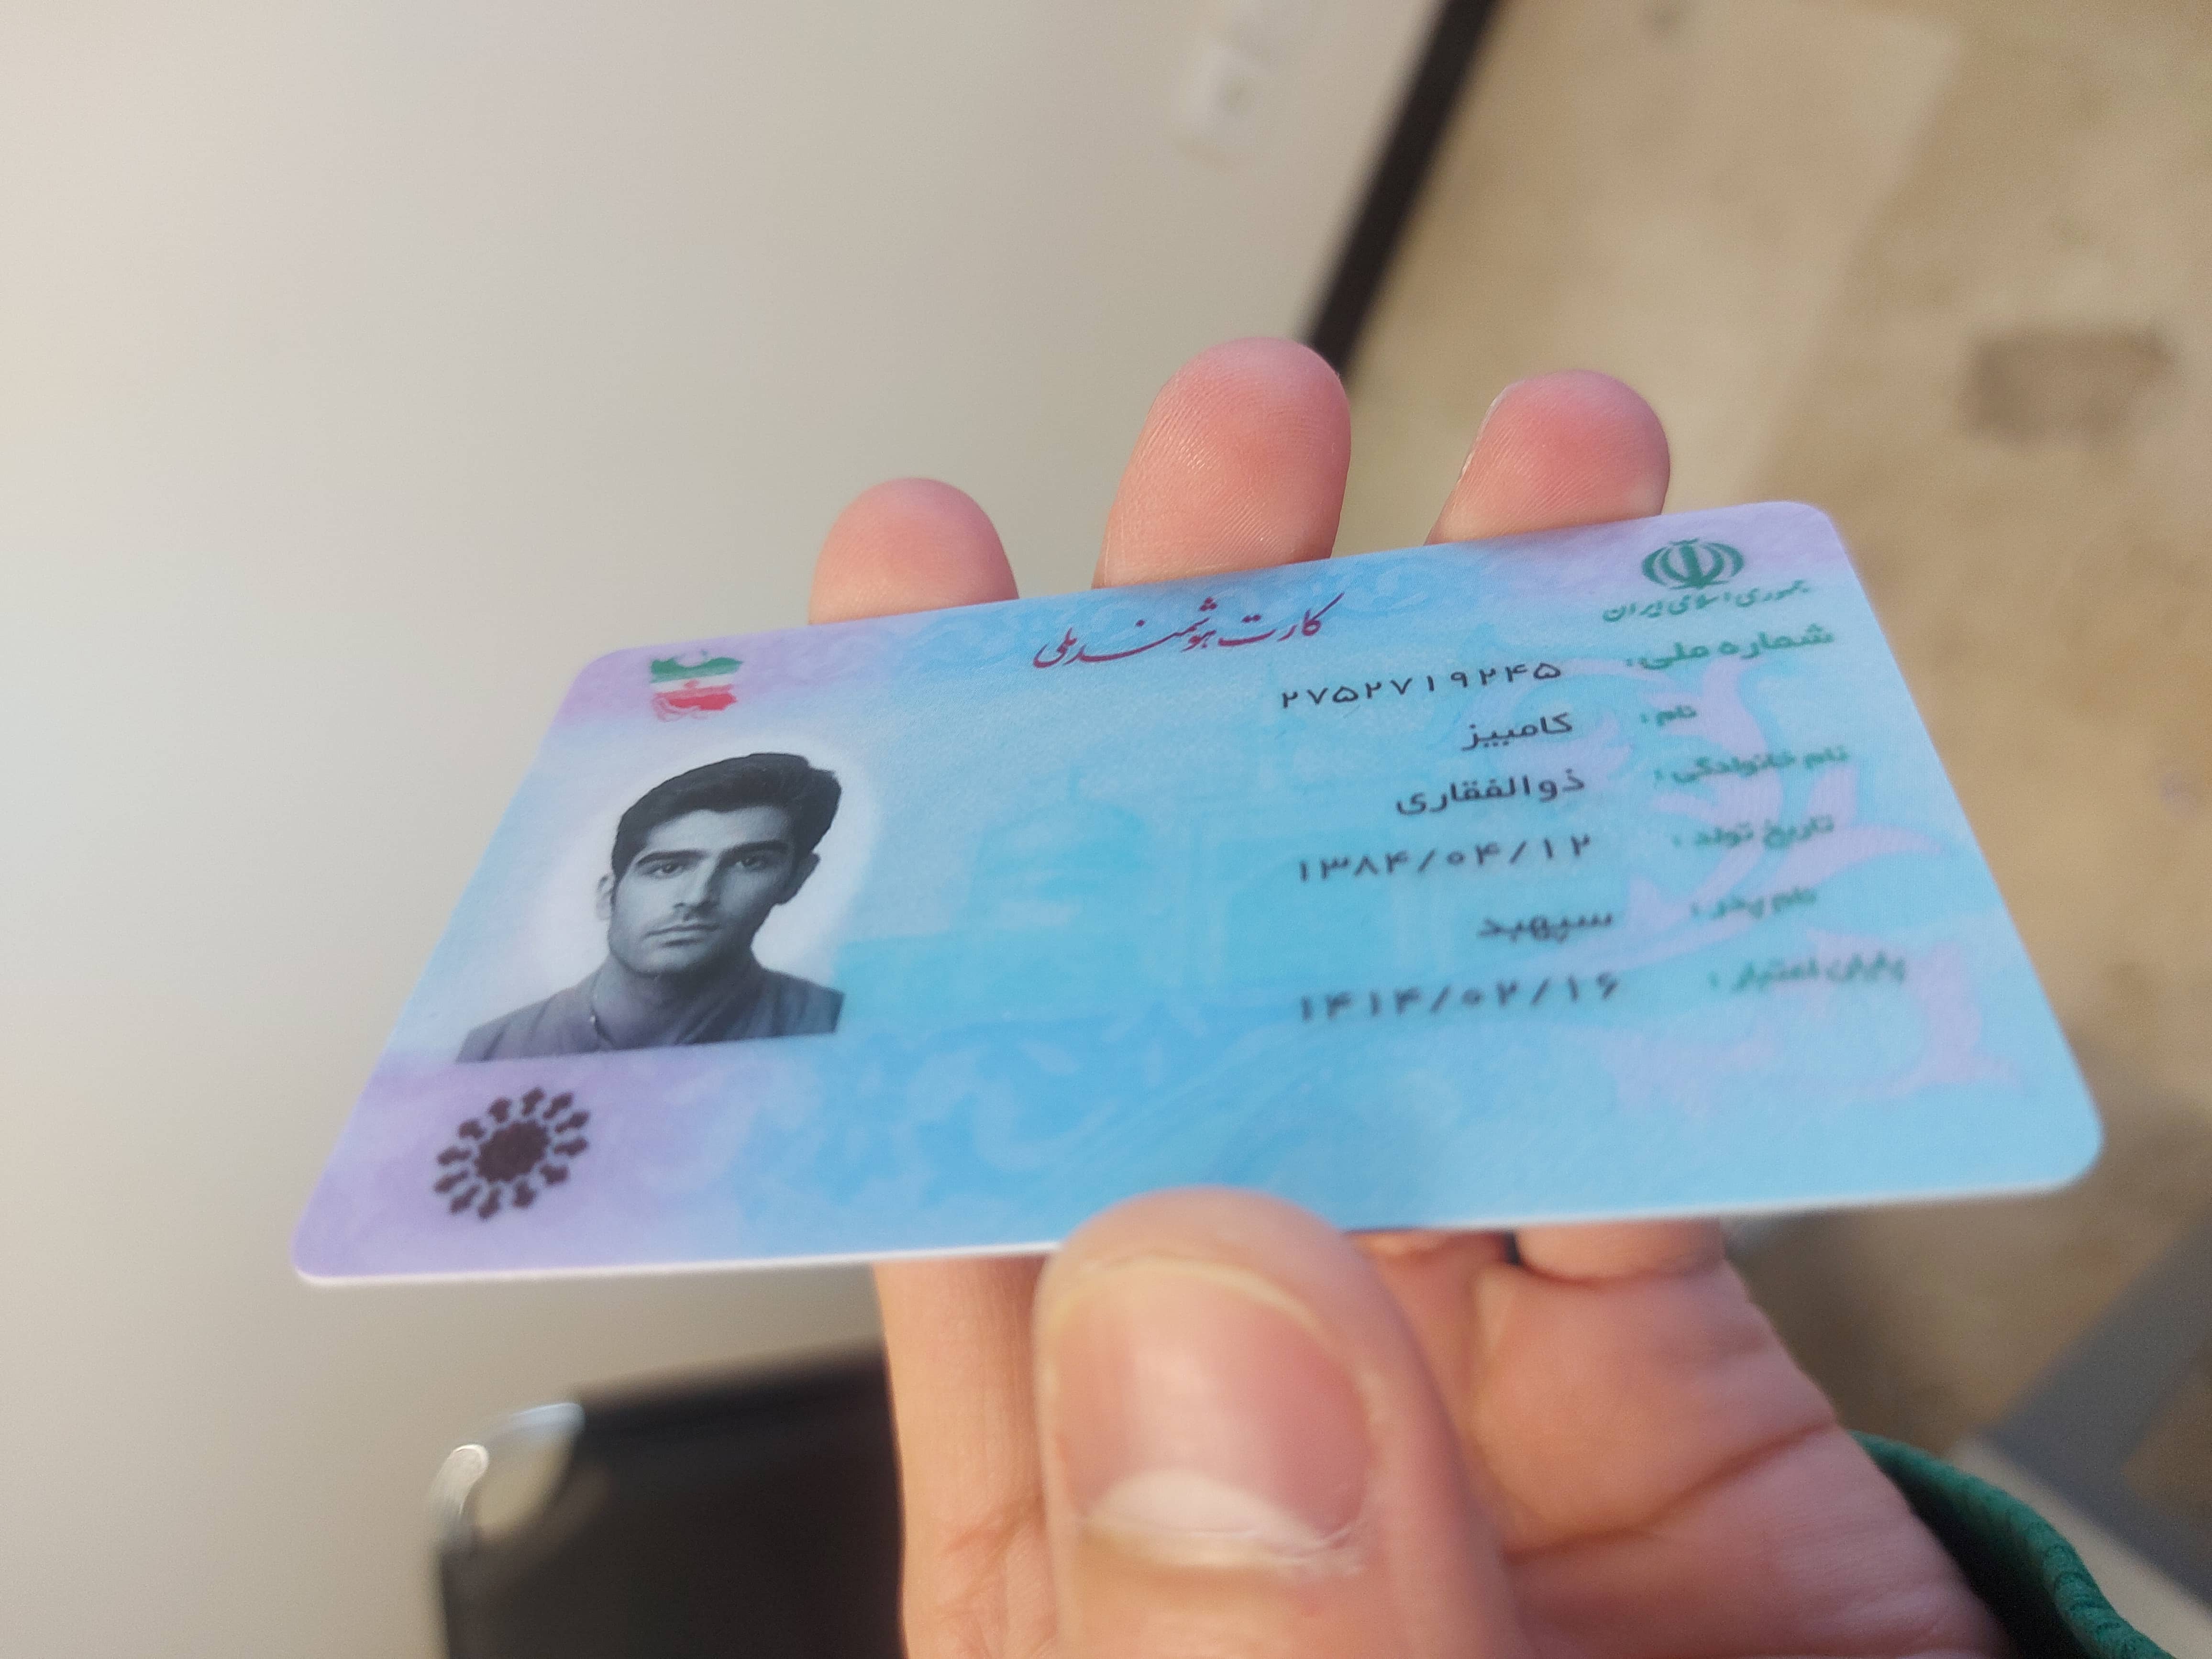 جمهوری اسلامی ایران
کارت هوشمند ملی
شماره ملی: ۲۷۵۲۷۱۹۲۴۵
نام: کامبیز
نام خانوادگی: ذوالفقاری
تاریخ تولد: ۱۳۸۴/۰۴/۱۲
نام پدر: سپهبد
پایان اعتبار: ۱۴۱۴/۰۲/۱۶